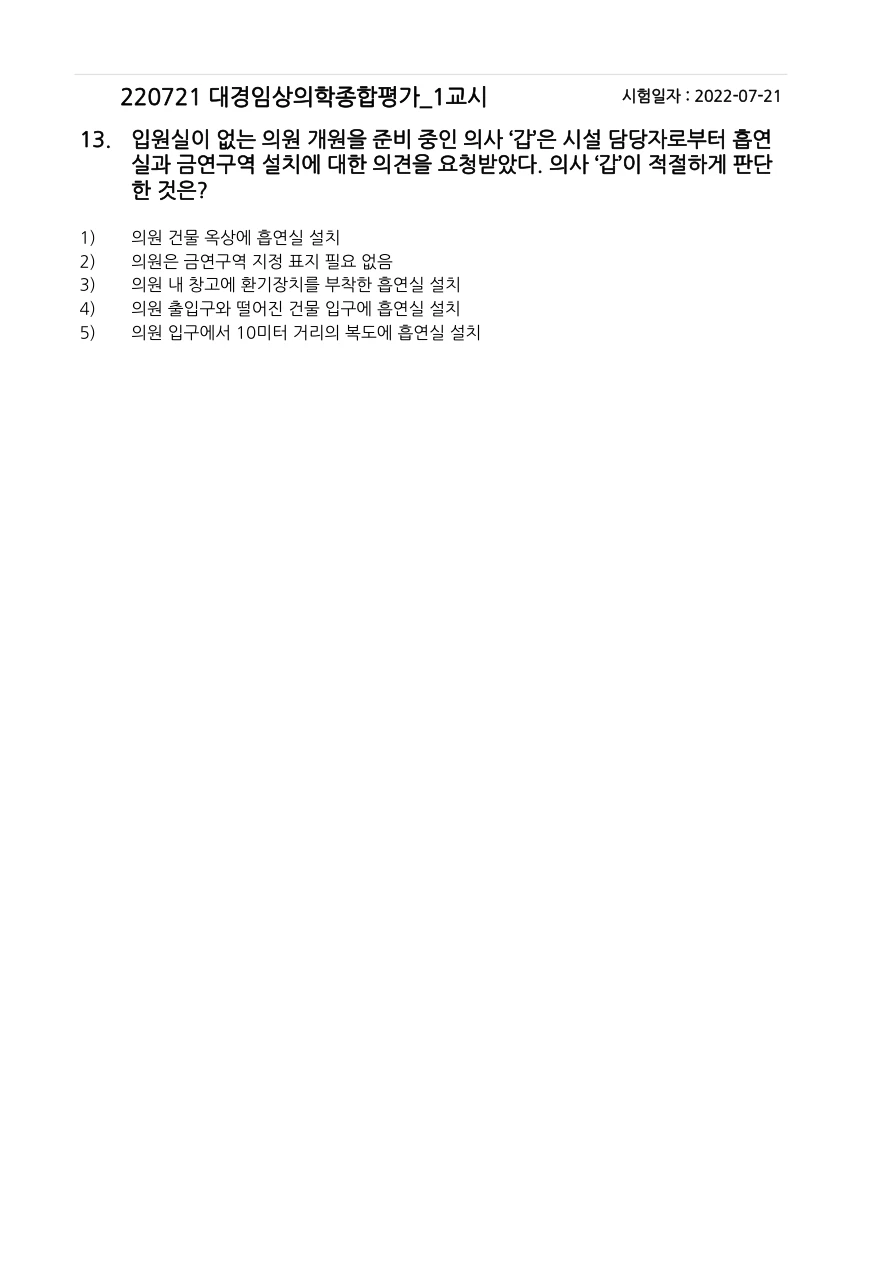 220721 대경임상의학종합평가_1교시 시험일자 : 2022-07-21
13. 입원실이 없는 의원 개원을 준비 중인 의사 ‘갑’은 시설 담당자로부터 흡연
실과 금연구역 설치에 대한 의견을 요청받았다. 의사 ‘갑’이 적절하게 판단
한 것은?
1) 의원 건물 옥상에 흡연실 설치
2) 의원은 금연구역 지정 표지 필요 없음
3) 의원 내 창고에 환기장치를 부착한 흡연실 설치
4) 의원 출입구와 떨어진 건물 입구에 흡연실 설치
5) 의원 입구에서 10미터 거리의 복도에 흡연실 설치